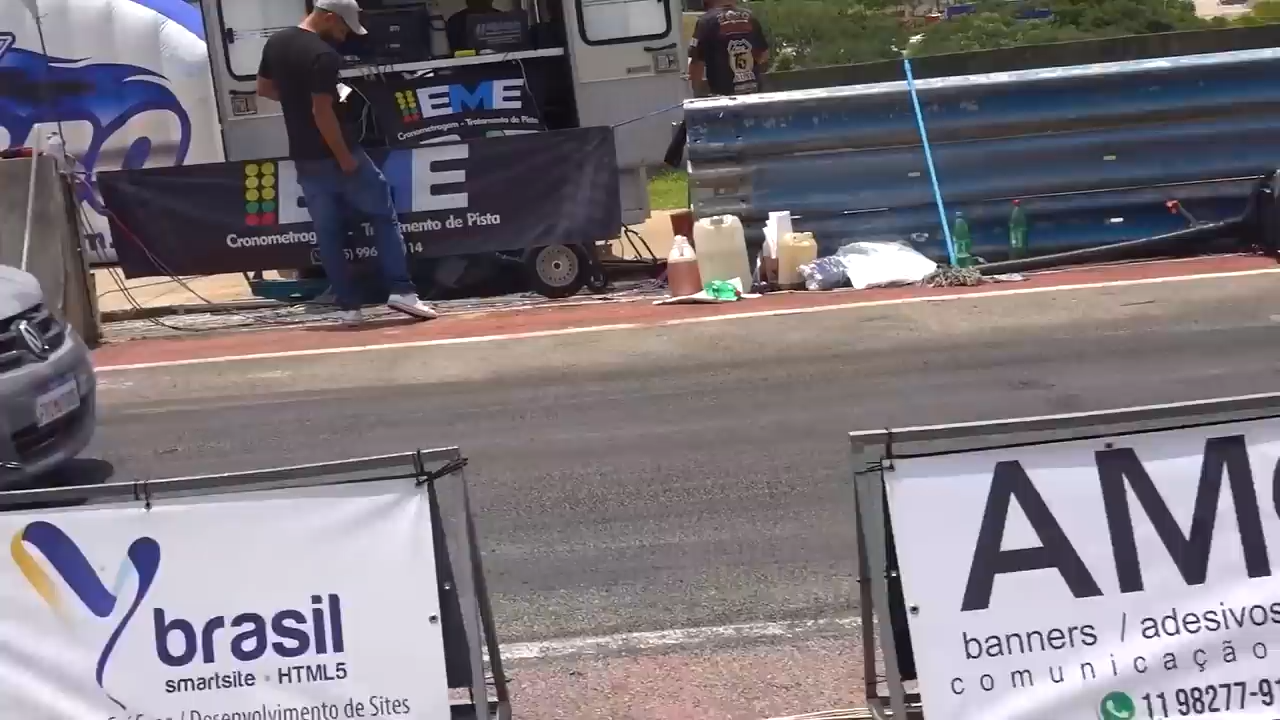 EME
Cronometragem - Tratamento de Pista
EME
Tratamento de Pista
brasil
smartsite • HTML5
/ Desenvolvimento de Sites
AM
banners / adesivos
comunicação
11 98277-9